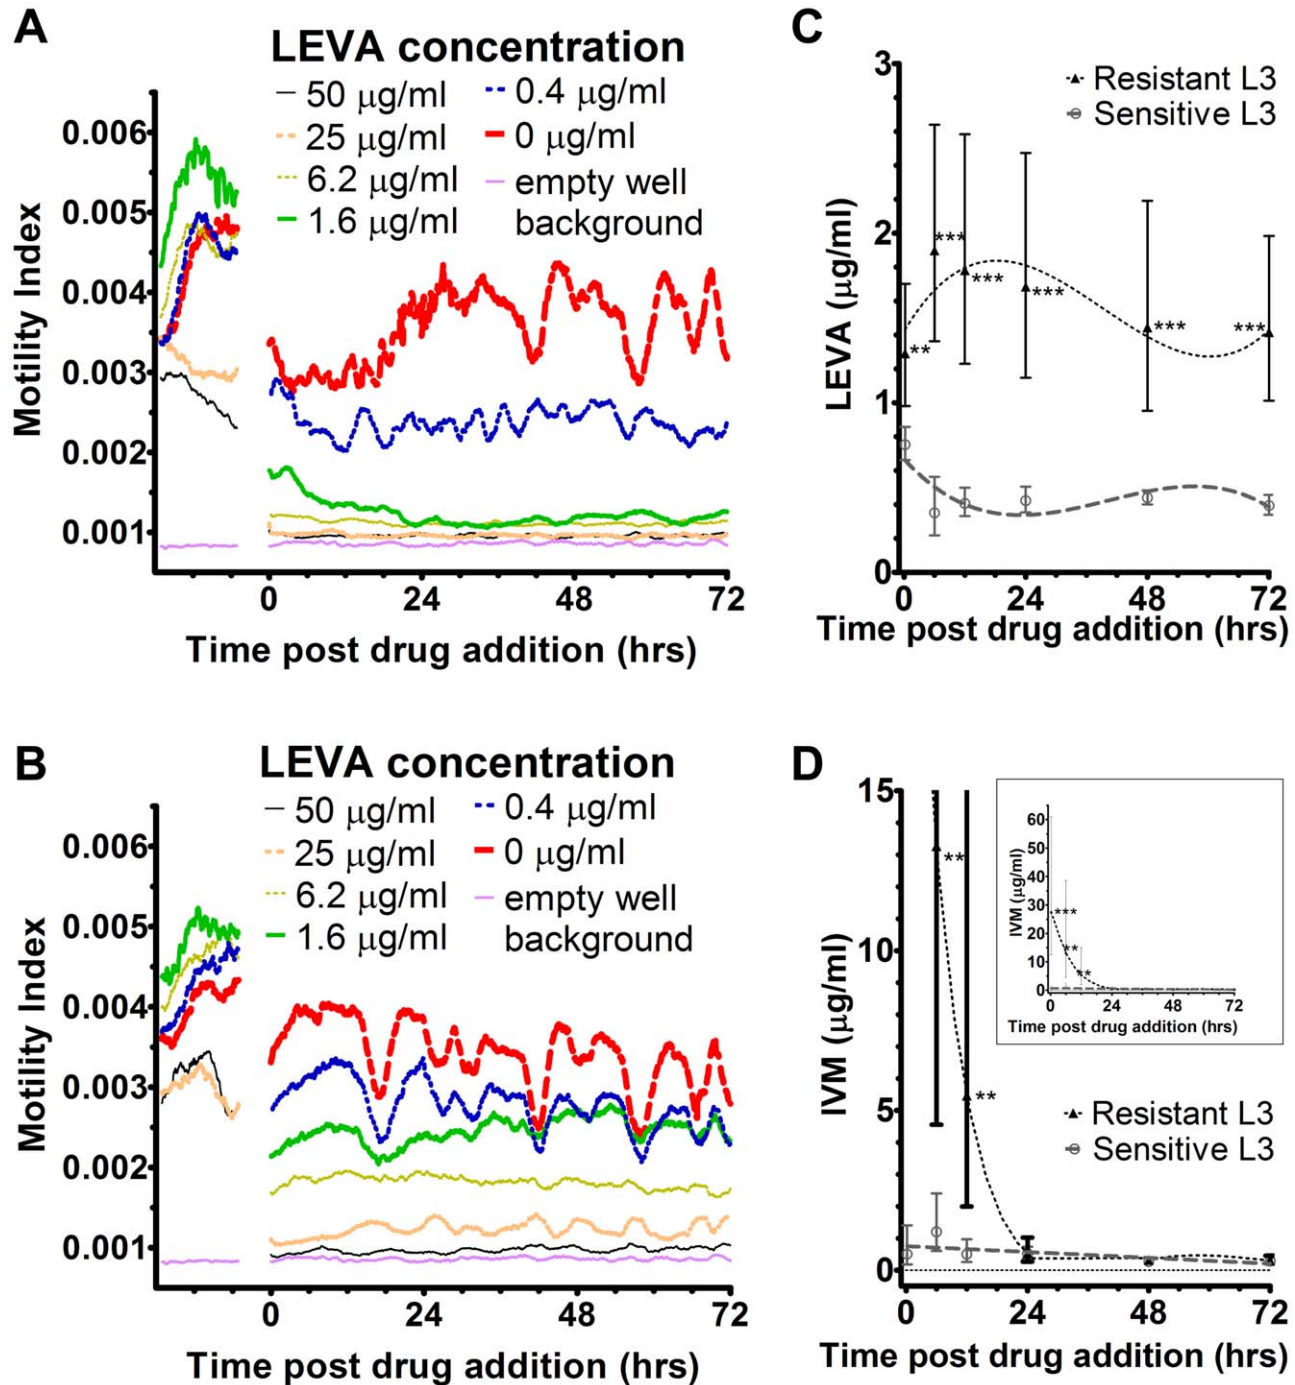 A
LEVA concentration
50 μg/ml
25 μg/ml
6.2 μg/ml
1.6 μg/ml
0.4 μg/ml
0 μg/ml
empty well
background
Motility Index
0.006
0.005
0.004
0.003
0.002
0.001
0 24 48 72
Time post drug addition (hrs)
C
Resistant L3
Sensitive L3
LEVA (μg/ml)
3
2
1
0
**
***
***
***
***
***
0 24 48 72
Time post drug addition (hrs)
B
LEVA concentration
50 μg/ml
25 μg/ml
6.2 μg/ml
1.6 μg/ml
0.4 μg/ml
0 μg/ml
empty well
background
Motility Index
0.006
0.005
0.004
0.003
0.002
0.001
0 24 48 72
Time post drug addition (hrs)
D
IVM (μg/ml)
15
10
5
0
**
**
IVM (μg/ml)
60
50
40
30
20
10
0
***
**
**
0 24 48 72
Time post drug addition (hrs)
Resistant L3
Sensitive L3
0 24 48 72
Time post drug addition (hrs)